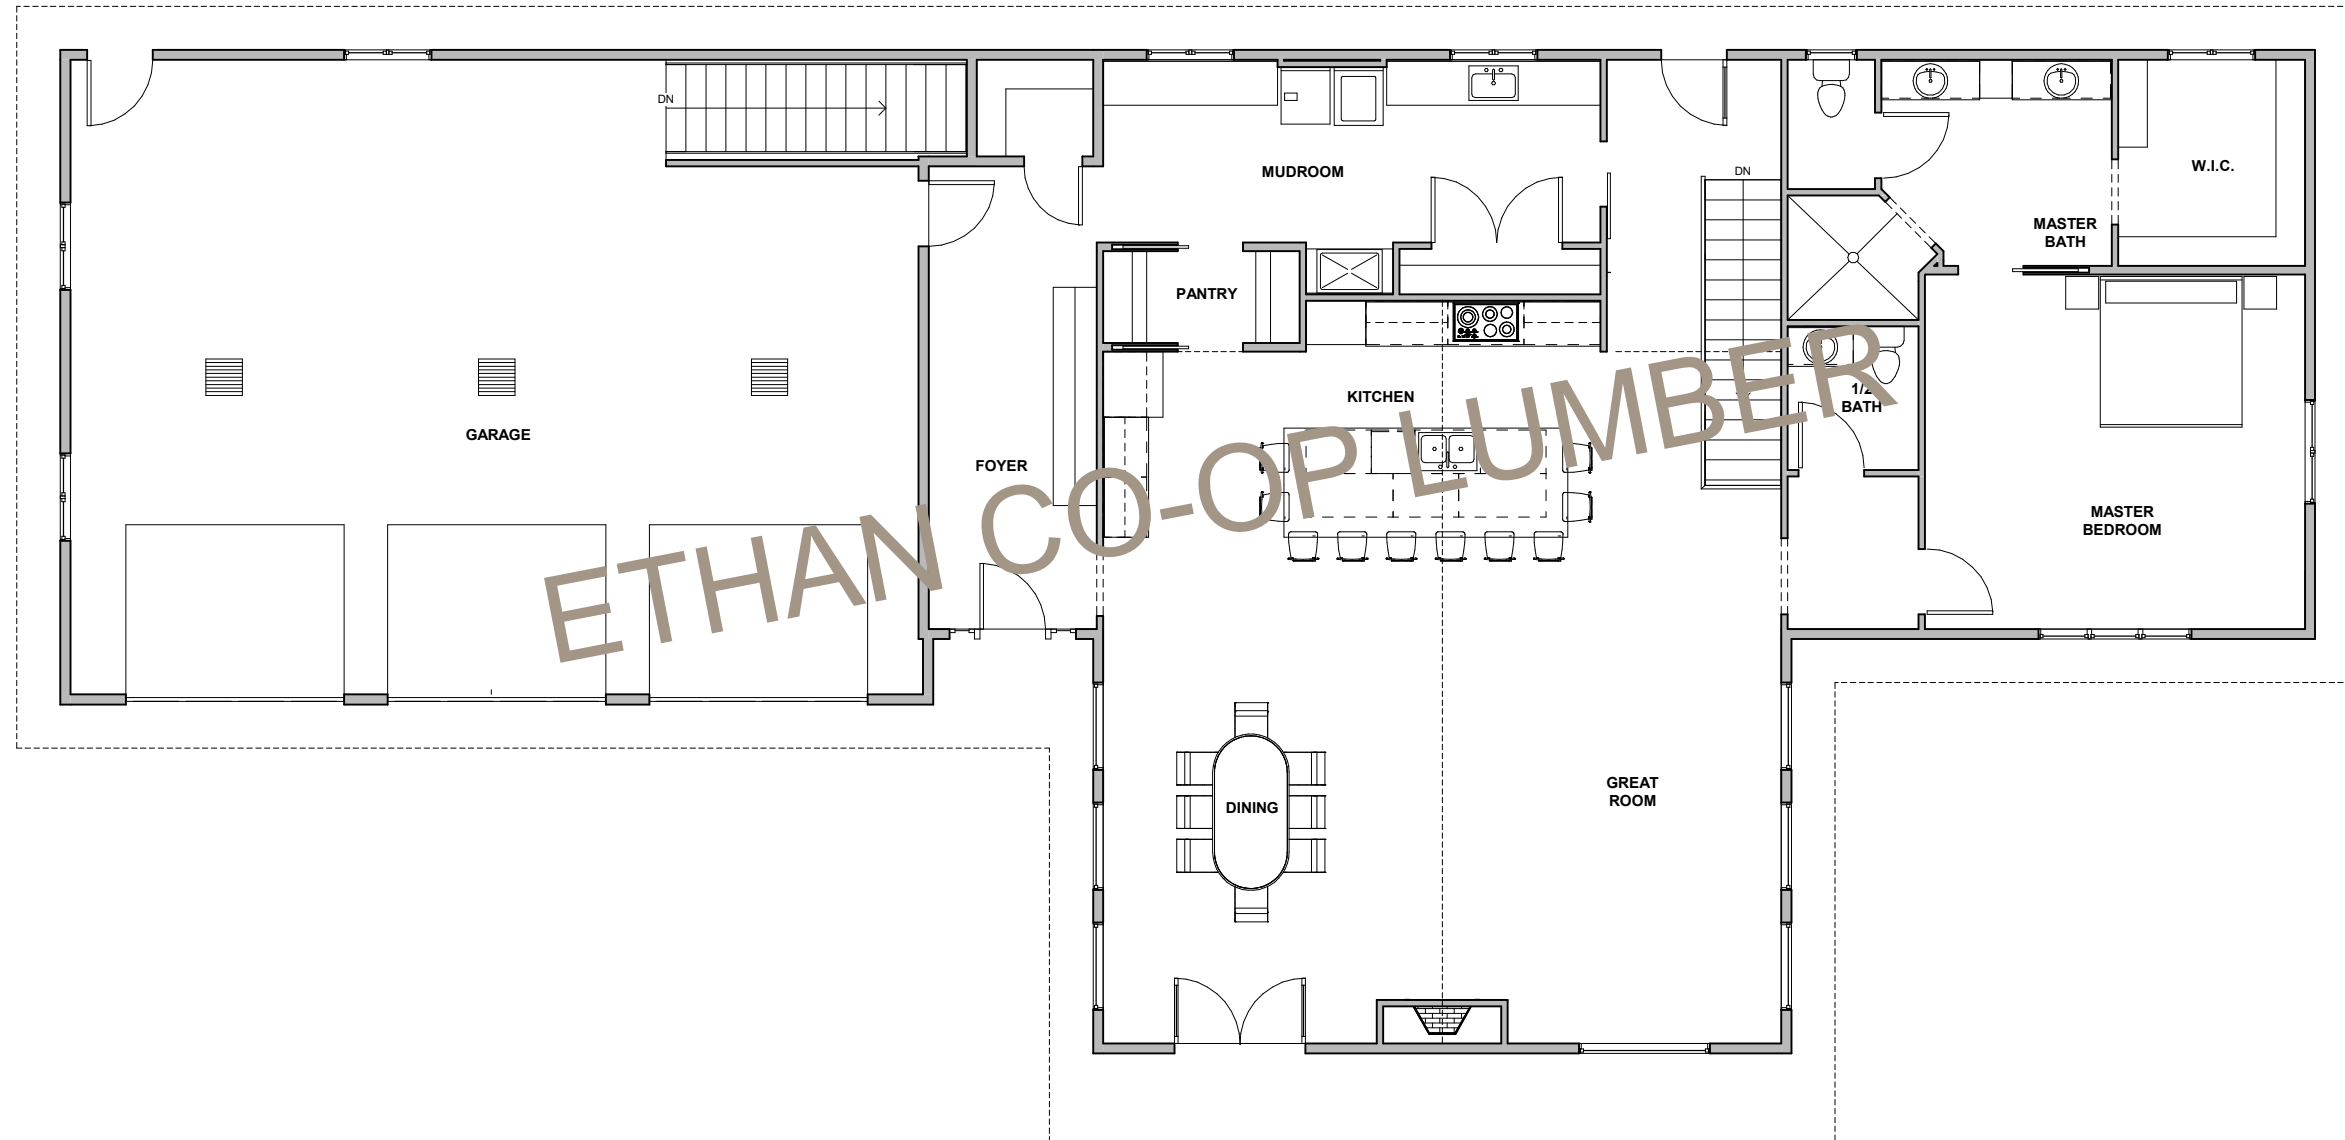 DN
MUDROOM
DN
W.I.C.
MASTER
BATH
PANTRY
KITCHEN
1/2
BATH
GARAGE
FOYER
MASTER
BEDROOM
ETHAN CO-OP LUMBER
GREAT
ROOM
DINING